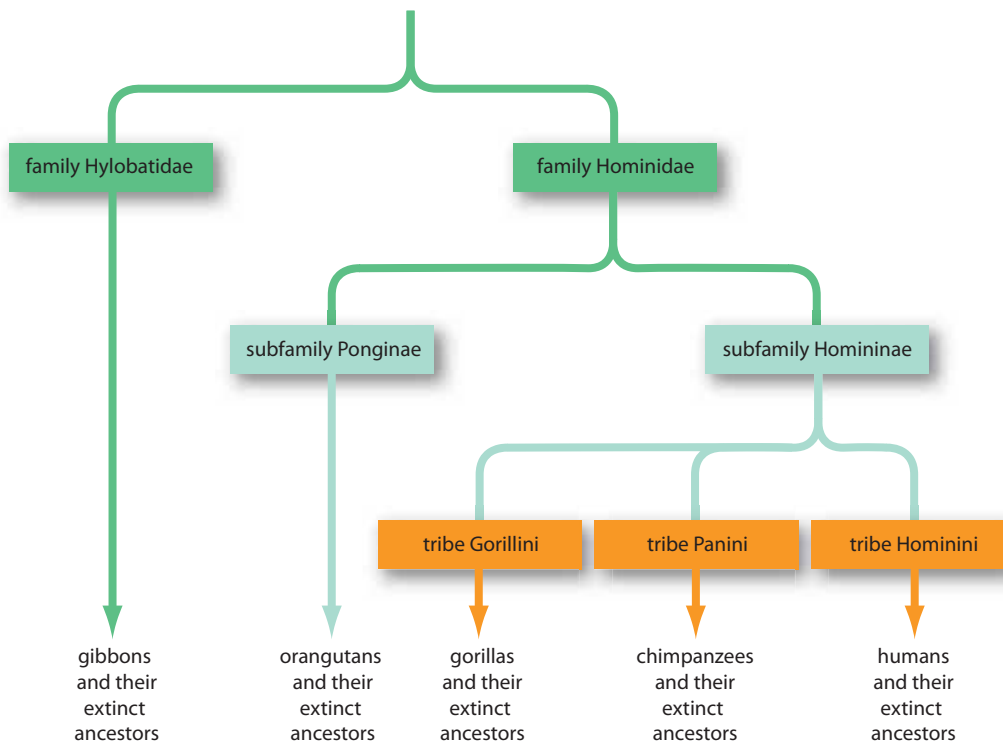 family Hylobatidae
family Hominidae
subfamily Ponginae
subfamily Homininae
tribe Gorillini
tribe Panini
tribe Hominini
gibbons
and their
extinct
ancestors
orangutans
and their
extinct
ancestors
gorillas
and their
extinct
ancestors
chimpanzees
and their
extinct
ancestors
humans
and their
extinct
ancestors